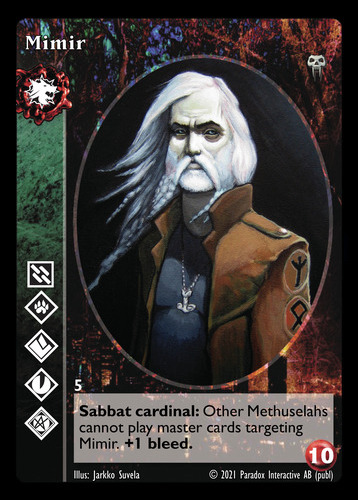 Mimir
5
Sabbat cardinal: Other Methuselahs
cannot play master cards targeting
Mimir. +1 bleed.
10
Illus: Jarkko Suvela © 2021 Paradox Interactive AB (publ)